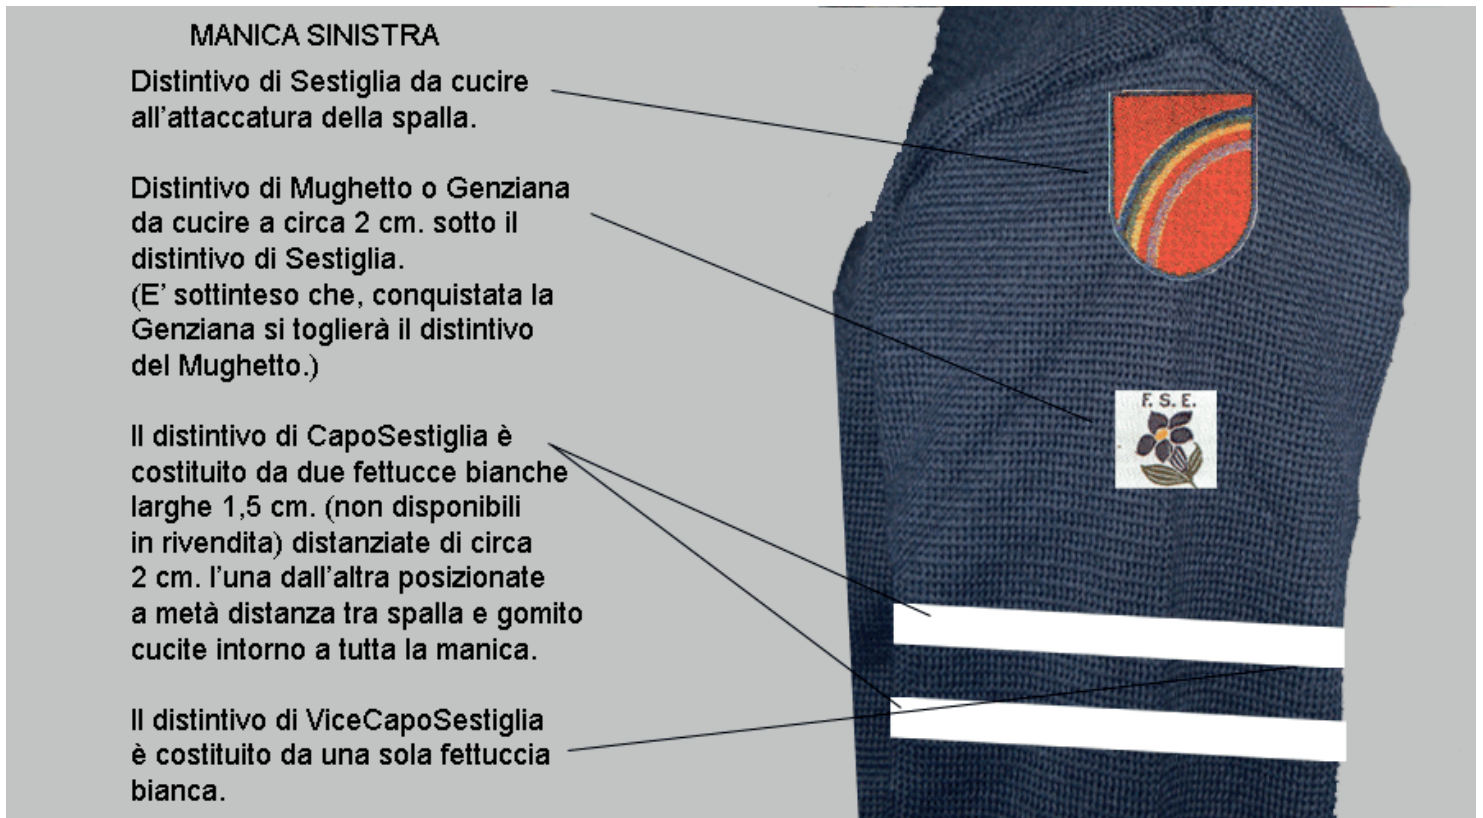 MANICA SINISTRA
Distintivo di Sestiglia da cucire
all'attaccatura della spalla.
Distintivo di Mughetto o Genziana
da cucire a circa 2 cm. sotto il
distintivo di Sestiglia.
(E' sottinteso che, conquistata la
Genziana si toglierà il distintivo
del Mughetto.)
Il distintivo di CapoSestiglia è
costituito da due fettucce bianche
larghe 1,5 cm. (non disponibili
in rivendita) distanziate di circa
2 cm. l'una dall'altra posizionate
a metà distanza tra spalla e gomito
cucite intorno a tutta la manica.
Il distintivo di ViceCapoSestiglia
è costituito da una sola fettuccia
bianca.
F. S. E.